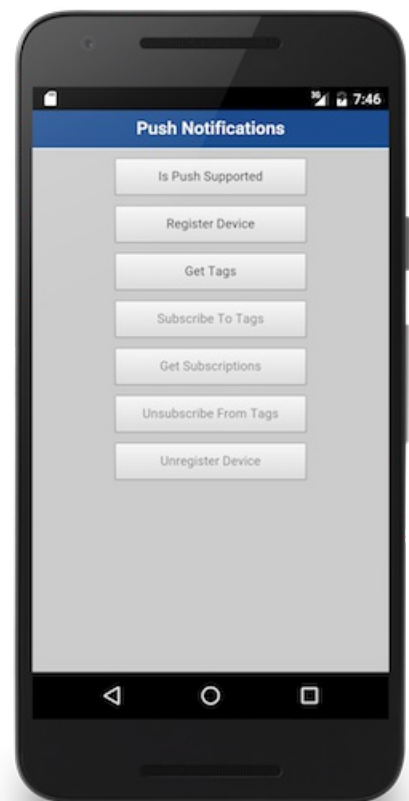 3G 7:46
Push Notifications
Is Push Supported
Register Device
Get Tags
Subscribe To Tags
Get Subscriptions
Unsubscribe From Tags
Unregister Device